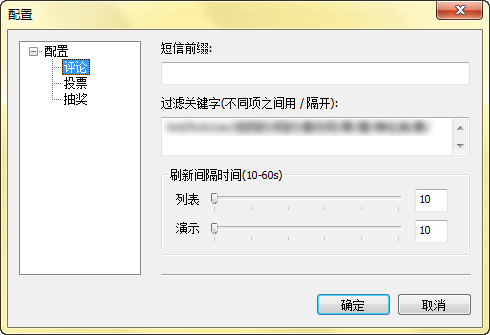 配置
配置
评论
投票
抽奖
短信前缀:
过滤关键字(不同项之间用 / 隔开):
刷新间隔时间(10-60s)
列表 10
演示 10
确定 取消